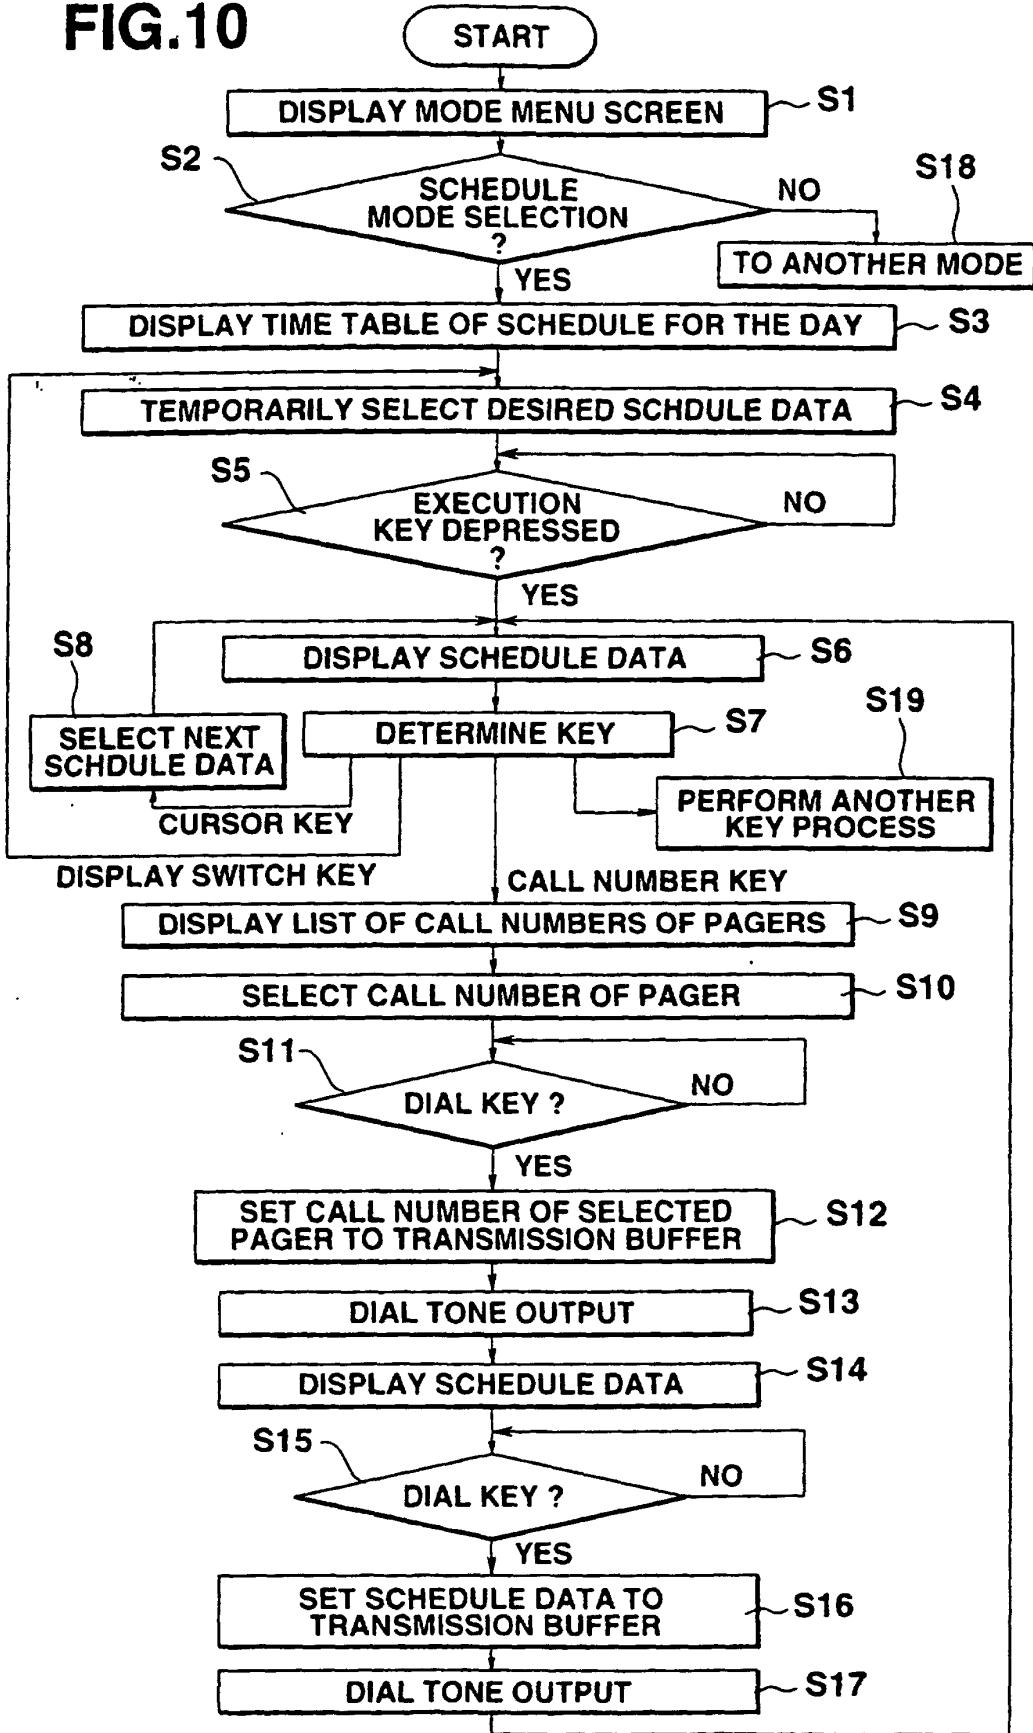 FIG.10
START
DISPLAY MODE MENU SCREEN
S1
S2
SCHEDULE
MODE SELECTION
?
NO
S18
TO ANOTHER MODE
YES
DISPLAY TIME TABLE OF SCHEDULE FOR THE DAY
S3
TEMPORARILY SELECT DESIRED SCHDULE DATA
S4
S5
EXECUTION
KEY DEPRESSED
?
NO
YES
S8
DISPLAY SCHEDULE DATA
S6
SELECT NEXT
SCHDULE DATA
DETERMINE KEY
S7
S19
PERFORM ANOTHER
KEY PROCESS
CURSOR KEY
DISPLAY SWITCH KEY
CALL NUMBER KEY
DISPLAY LIST OF CALL NUMBERS OF PAGERS
S9
SELECT CALL NUMBER OF PAGER
S10
S11
DIAL KEY ?
NO
YES
SET CALL NUMBER OF SELECTED
PAGER TO TRANSMISSION BUFFER
S12
DIAL TONE OUTPUT
S13
DISPLAY SCHEDULE DATA
S14
S15
DIAL KEY ?
NO
YES
SET SCHEDULE DATA TO
TRANSMISSION BUFFER
S16
DIAL TONE OUTPUT
S17